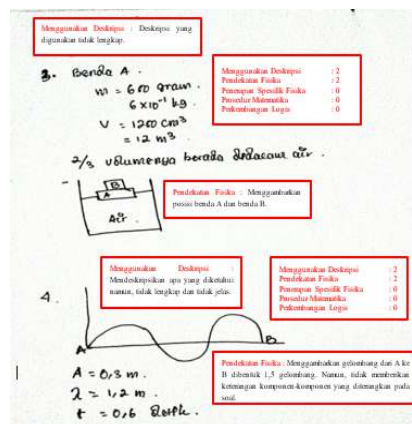 Menggunakan Deskripsi : Deskripsi yang
digunakan tidak lengkap.
3. Benda A .
m = 600 gram.
6 x 10⁻¹ kg.
V = 1200 cm³
= 12 m³
2/3 volumenya berada didalam air .
Menggunakan Deskripsi : 2
Pendekatan Fisika : 2
Penerapan Spesifik Fisika : 0
Prosedur Matematika : 0
Perkembangan Logis : 0
B
A
Air
Pendekatan Fisika : Menggambarkan
posisi benda A dan benda B.
Menggunakan Deskripsi :
Mendeskripsikan apa yang diketahui
namun, tidak lengkap dan tidak jelas.
Menggunakan Deskripsi : 2
Pendekatan Fisika : 2
Penerapan Spesifik Fisika : 0
Prosedur Matematika : 0
Perkembangan Logis : 0
4.
A
B
Pendekatan Fisika : Menggambarkan gelombang dari A ke
B dibentuk 1,5 gelombang. Namun, tidak memberikan
keterangan komponen-komponen yang diterangkan pada
soal.
A = 0,3 m.
λ = 1,2 m.
t = 0,6